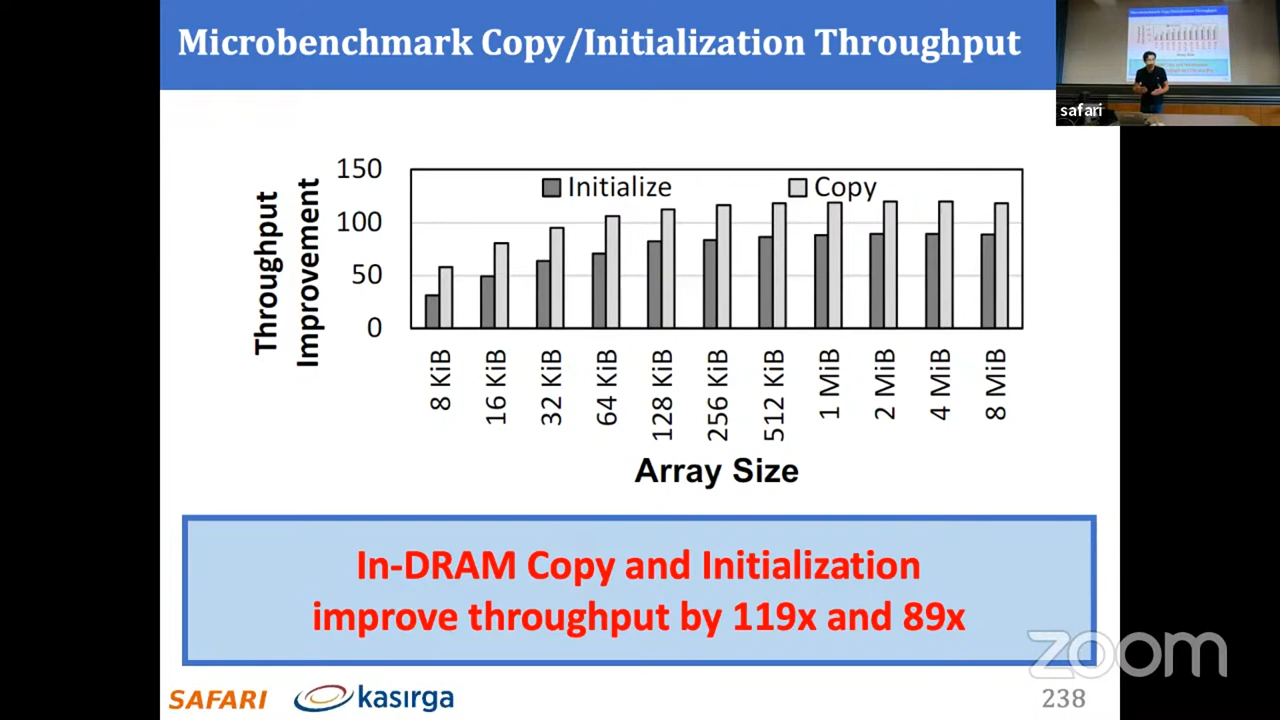 Microbenchmark Copy/Initialization Throughput
safari
Throughput
Improvement
150
100
50
0
Initialize
Copy
8 KiB
16 KiB
32 KiB
64 KiB
128 KiB
256 KiB
512 KiB
1 MiB
2 MiB
4 MiB
8 MiB
Array Size
In-DRAM Copy and Initialization
improve throughput by 119x and 89x
zoom
SAFARI
kasırga
238